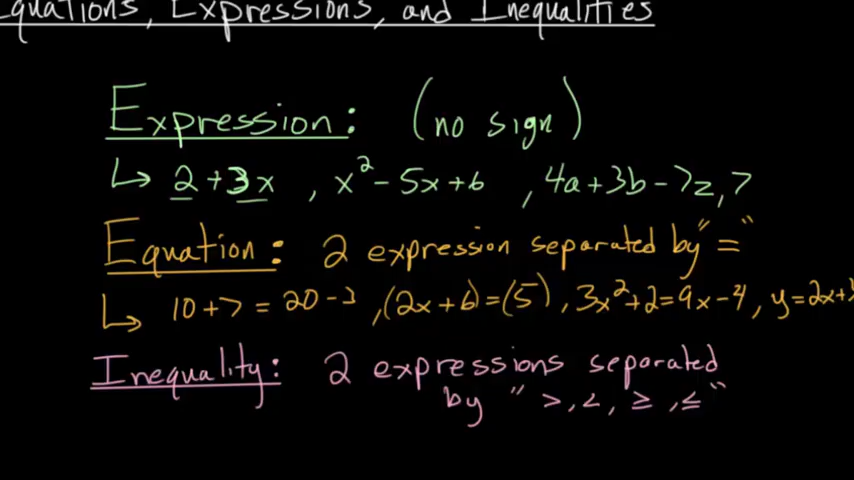 Equations, Expressions, and Inequalities
Expression: (no sign)
↳ 2 + 3x , x² - 5x + 6 , 4a + 3b - 7z, 7
Equation: 2 expression separated by "="
↳ 10 + 7 = 20 - 3 , (2x + 6) = (5) , 3x² + 2 = 9x - 4 , y = 2x +
Inequality: 2 expressions separated
by " >, <, ≥ , ≤ "